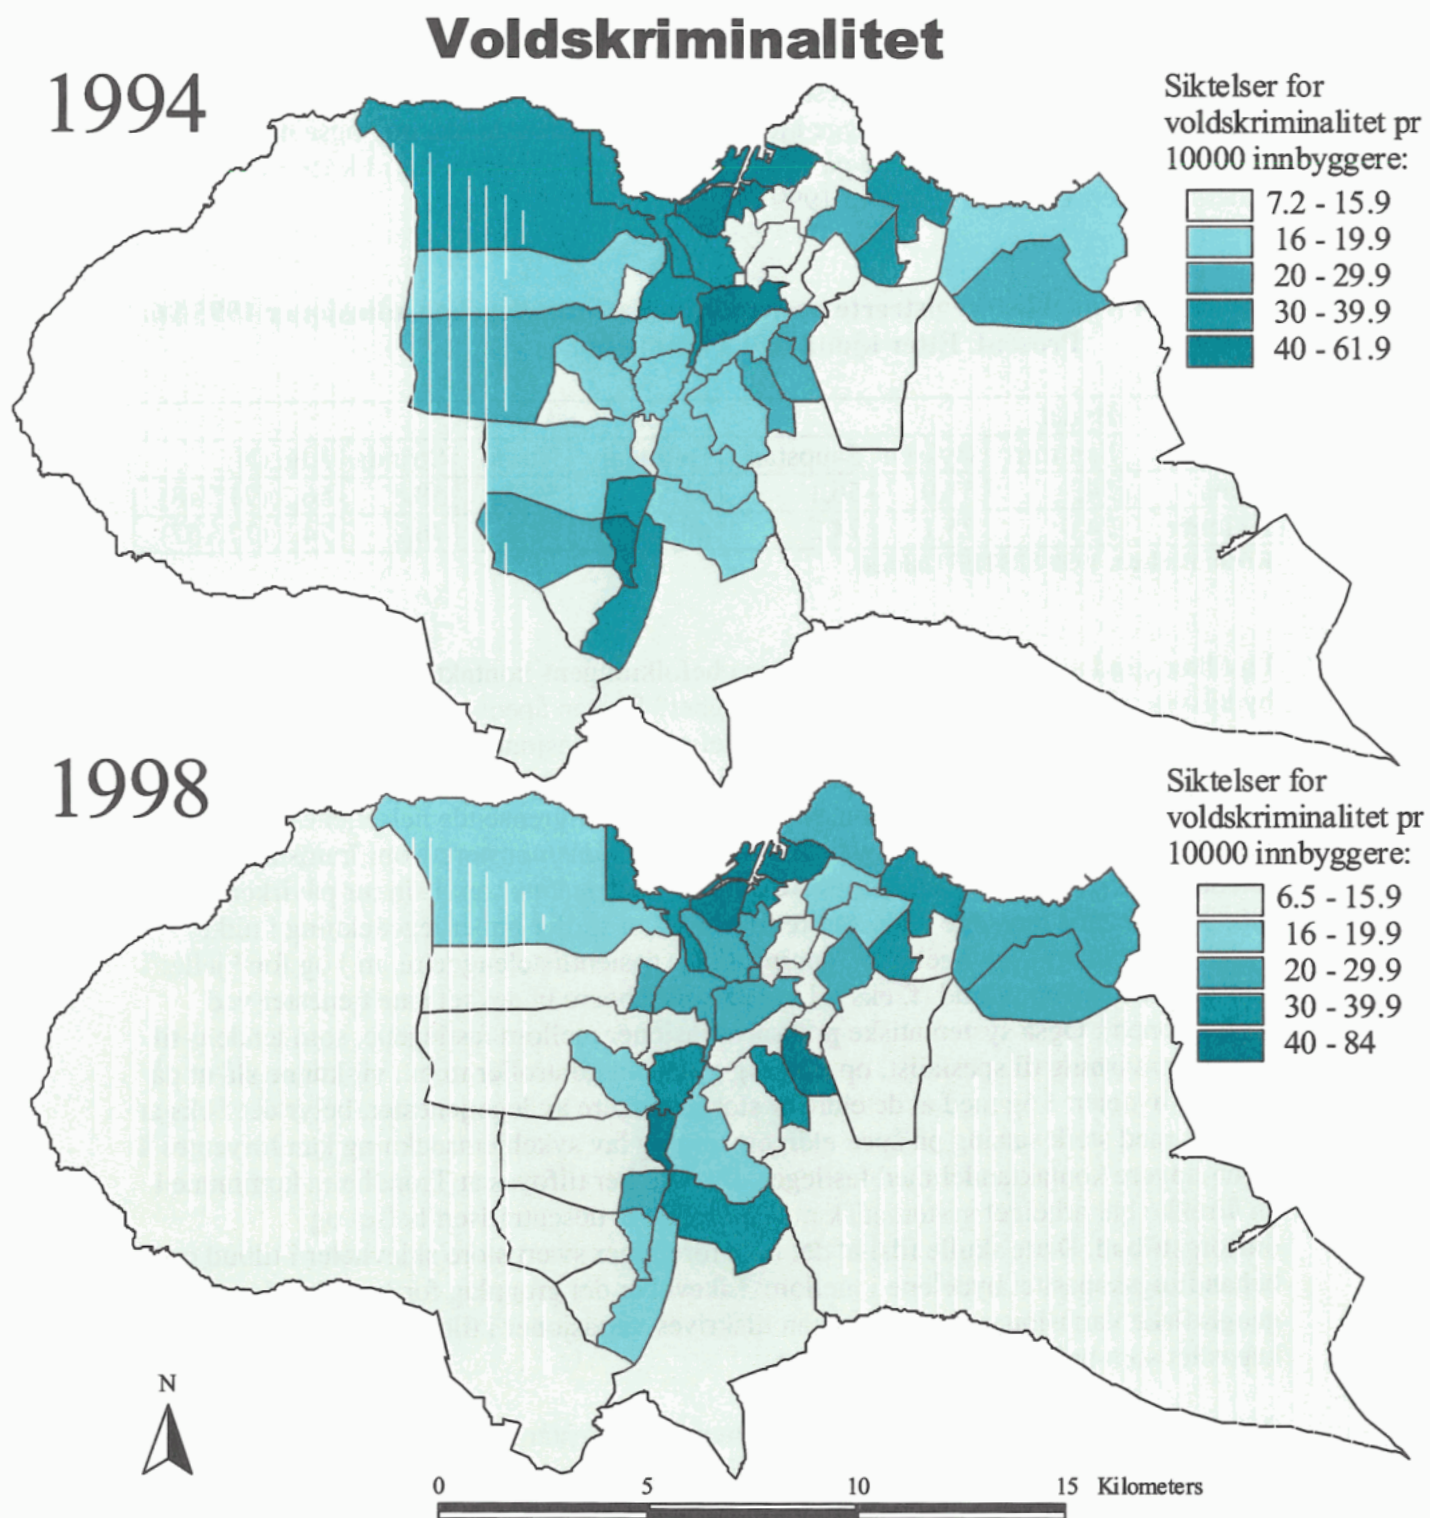 Voldskriminalitet
1994
Siktelser for
voldskriminalitet pr
10000 innbyggere:
7.2 - 15.9
16 - 19.9
20 - 29.9
30 - 39.9
40 - 61.9
1998
Siktelser for
voldskriminalitet pr
10000 innbyggere:
6.5 - 15.9
16 - 19.9
20 - 29.9
30 - 39.9
40 - 84
N
0 5 10 15 Kilometers